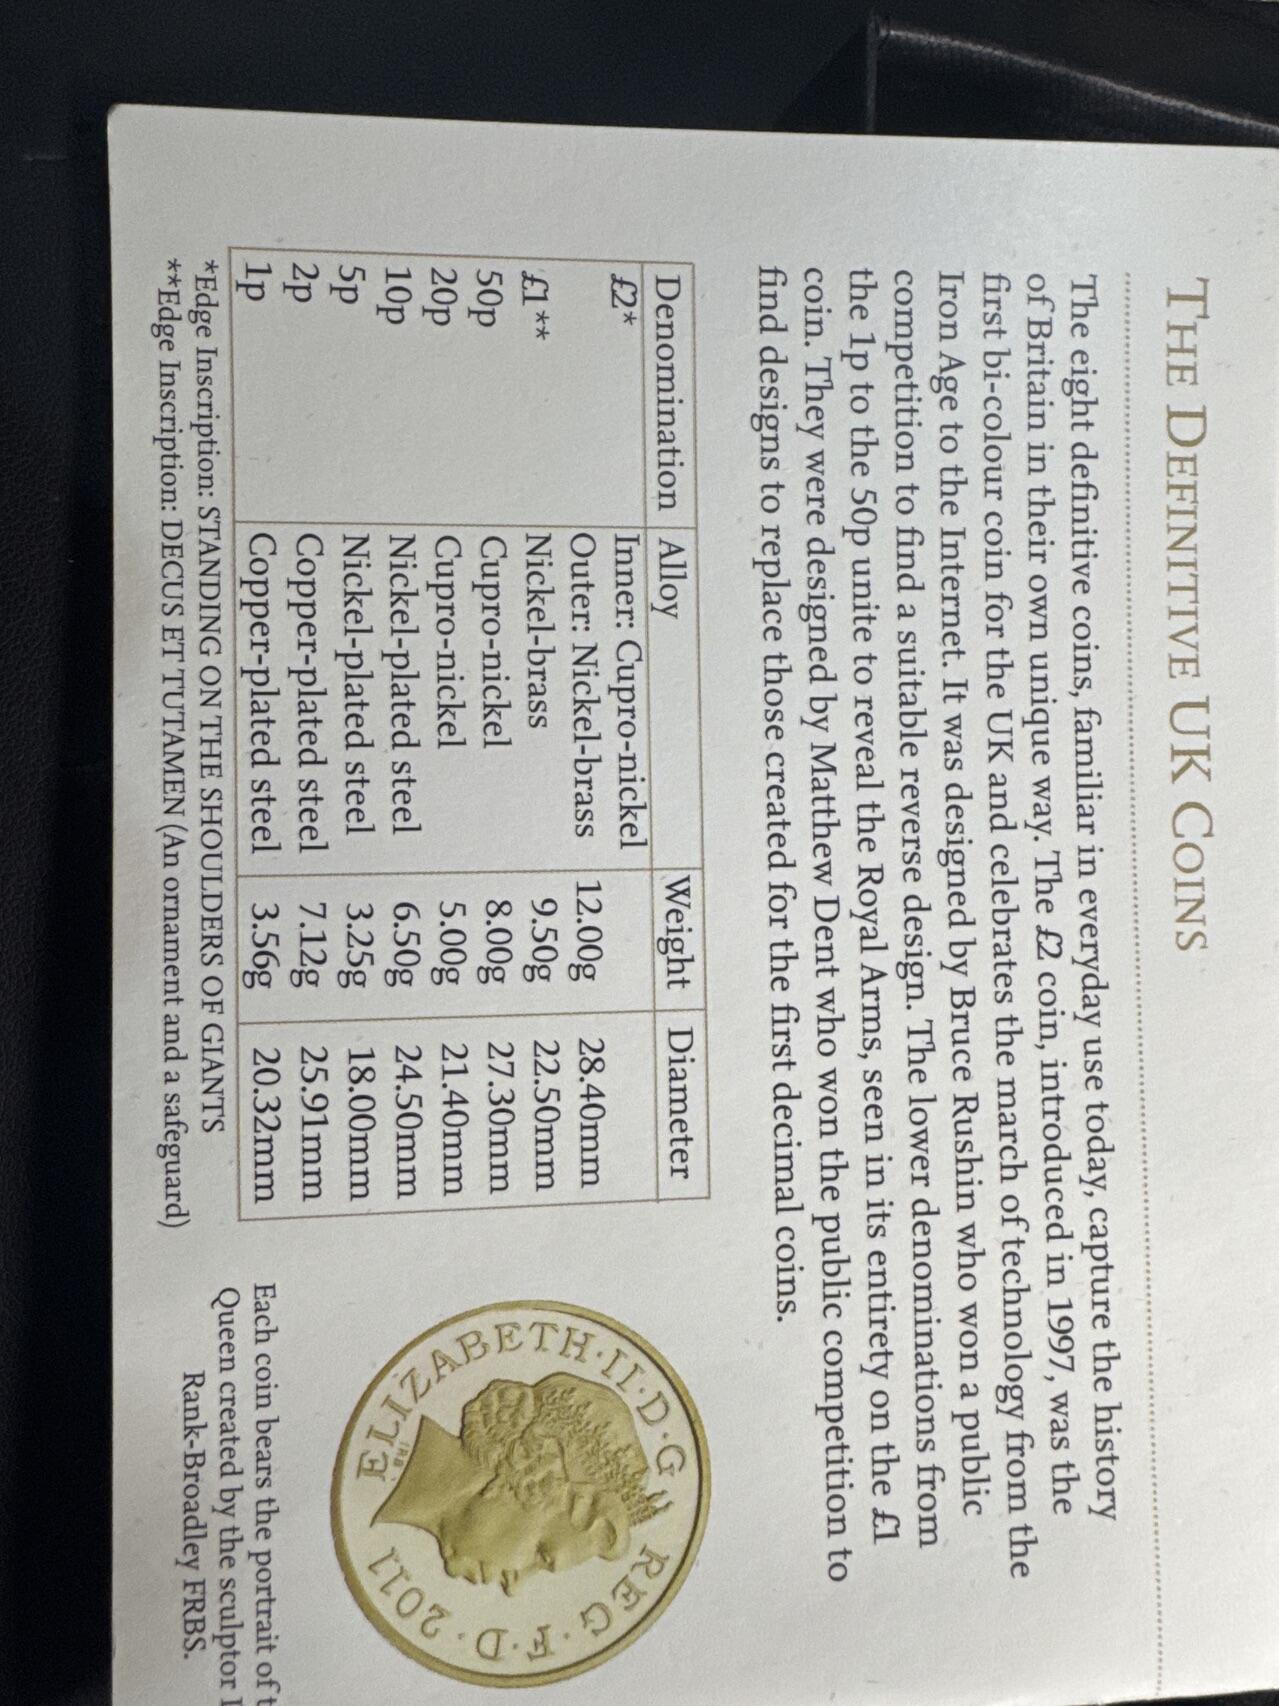 THE DEFINITIVE UK COINS
The eight definitive coins, familiar in everyday use today, capture the history
of Britain in their own unique way. The £2 coin, introduced in 1997, was the
first bi-colour coin for the UK and celebrates the march of technology from the
Iron Age to the Internet. It was designed by Bruce Rushin who won a public
competition to find a suitable reverse design. The lower denominations from
the 1p to the 50p unite to reveal the Royal Arms, seen in its entirety on the £1
coin. They were designed by Matthew Dent who won the public competition to
find designs to replace those created for the first decimal coins.
Denomination Alloy Weight Diameter
£2* Inner: Cupro-nickel
Outer: Nickel-brass 12.00g 28.40mm
£1** Nickel-brass 9.50g 22.50mm
50p Cupro-nickel 8.00g 27.30mm
20p Cupro-nickel 5.00g 21.40mm
10p Nickel-plated steel 6.50g 24.50mm
5p Nickel-plated steel 3.25g 18.00mm
2p Copper-plated steel 7.12g 25.91mm
1p Copper-plated steel 3.56g 20.32mm
*Edge Inscription: STANDING ON THE SHOULDERS OF GIANTS
**Edge Inscription: DECUS ET TUTAMEN (An ornament and a safeguard)
ELIZABETH·II·D·G REG·F·D·2011
IRB
Each coin bears the portrait of
Queen created by the sculptor
Rank-Broadley FRBS.